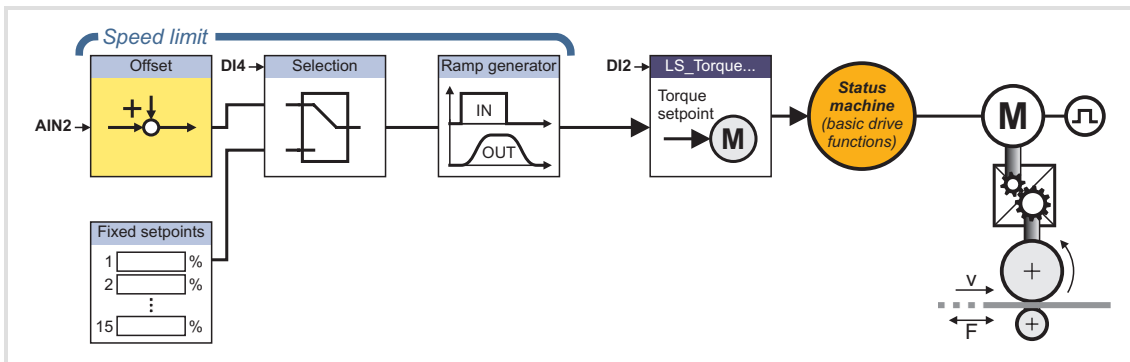 Speed limit
Offset
DI4
Selection
Ramp generator
DI2
LS_Torque...
AIN2
+
IN
OUT
Torque
setpoint
M
Status
machine
(basic drive
functions)
M
Fixed setpoints
1 %
2 %
15 %
+
v
F
+